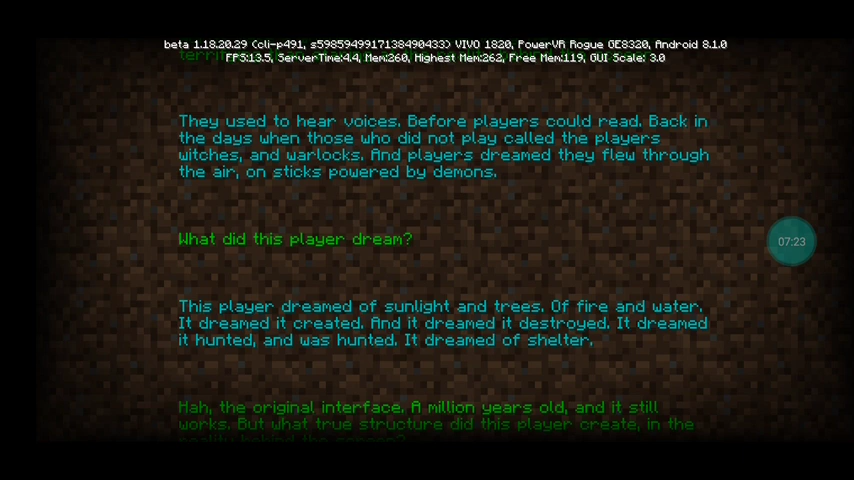 beta 1.18.20.29 (cli-p491, s5985949917138490433) VIVO 1820, PowerVR Rogue GE8320, Android 8.1.0
FPS:13.5, ServerTime:4.4, Mem:260, Highest Mem:262, Free Mem:119, GUI Scale: 3.0
They used to hear voices. Before players could read. Back in
the days when those who did not play called the players
witches, and warlocks. And players dreamed they flew through
the air, on sticks powered by demons.
What did this player dream?
07:23
This player dreamed of sunlight and trees. Of fire and water.
It dreamed it created. And it dreamed it destroyed. It dreamed
it hunted, and was hunted. It dreamed of shelter.
Hah, the original interface. A million years old, and it still
works. But what true structure did this player create, in the